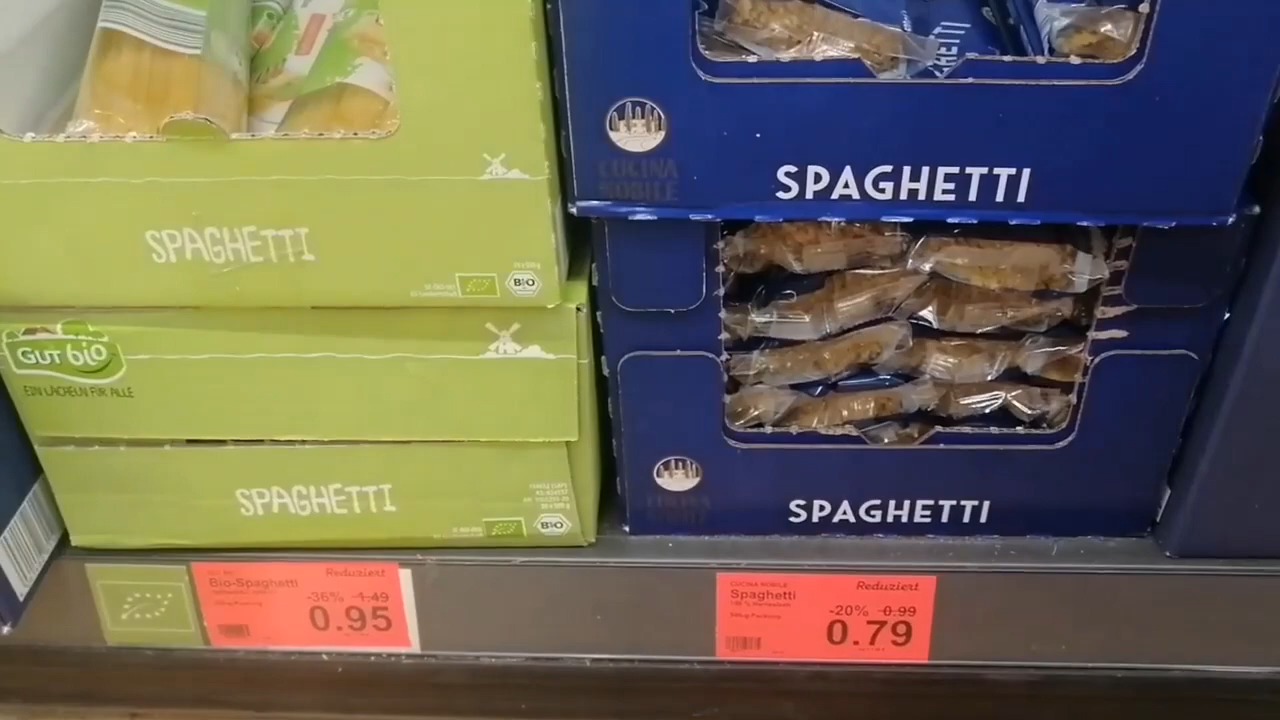 SPAGHETTI
BIO
GUT bio
EIN LÄCHELN FÜR ALLE
SPAGHETTI
BIO
CUCINA
NOBILE
SPAGHETTI
SPAGHETTI
Reduziert
Bio-Spaghetti
-36% 1.49
0.95
CUCINA NOBILE
Reduziert
Spaghetti
-20% 0.99
0.79